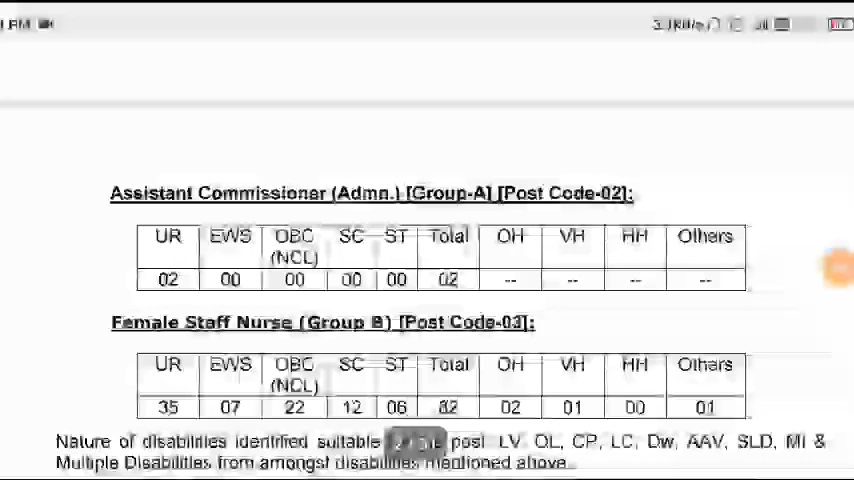 Assistant Commissioner (Admn.) [Group-A] [Post Code-02]:
UR EWS OBC (NCL) SC ST Total OH VH HH Others
02 00 00 00 00 02 -- -- -- --
Female Staff Nurse (Group B) [Post Code-03]:
UR EWS OBC (NCL) SC ST Total OH VH HH Others
35 07 22 12 06 82 02 01 00 01
Nature of disabilities identified suitable post LV, OL, CP, LC, Dw, AAV, SLD, MI &
Multiple Disabilities from amongst disabilities mentioned above.